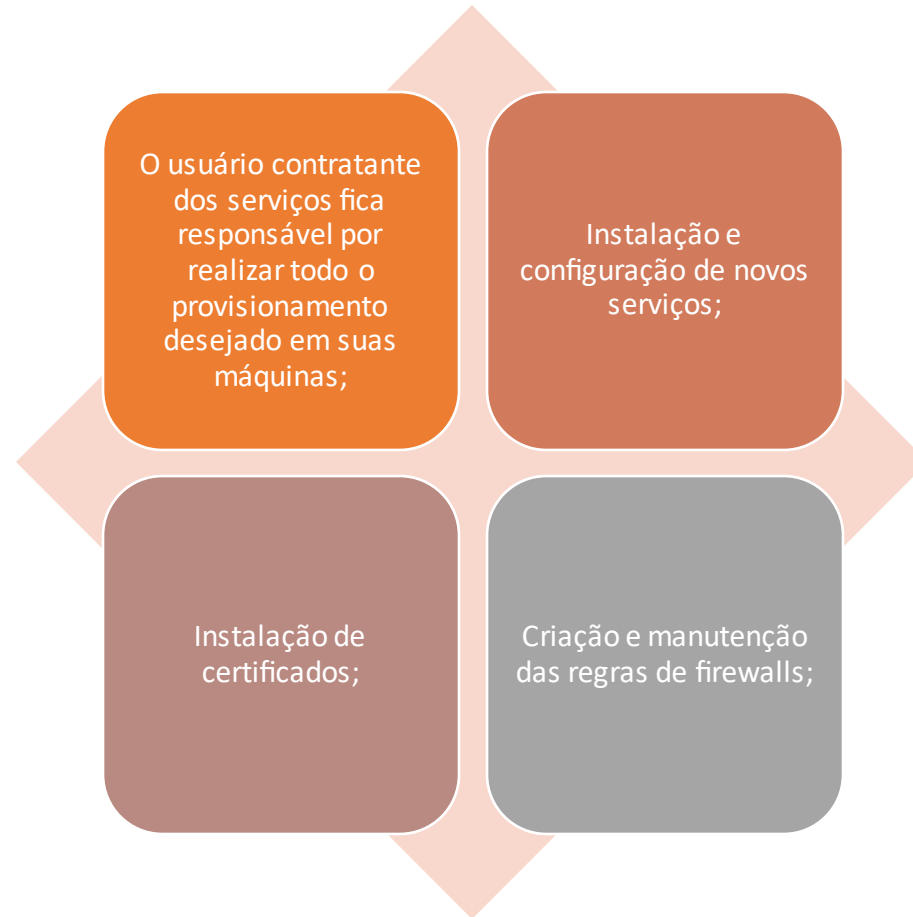 O usuário contratante
dos serviços fica
responsável por
realizar todo o
provisionamento
desejado em suas
máquinas;
Instalação e
configuração de novos
serviços;
Instalação de
certificados;
Criação e manutenção
das regras de firewalls;